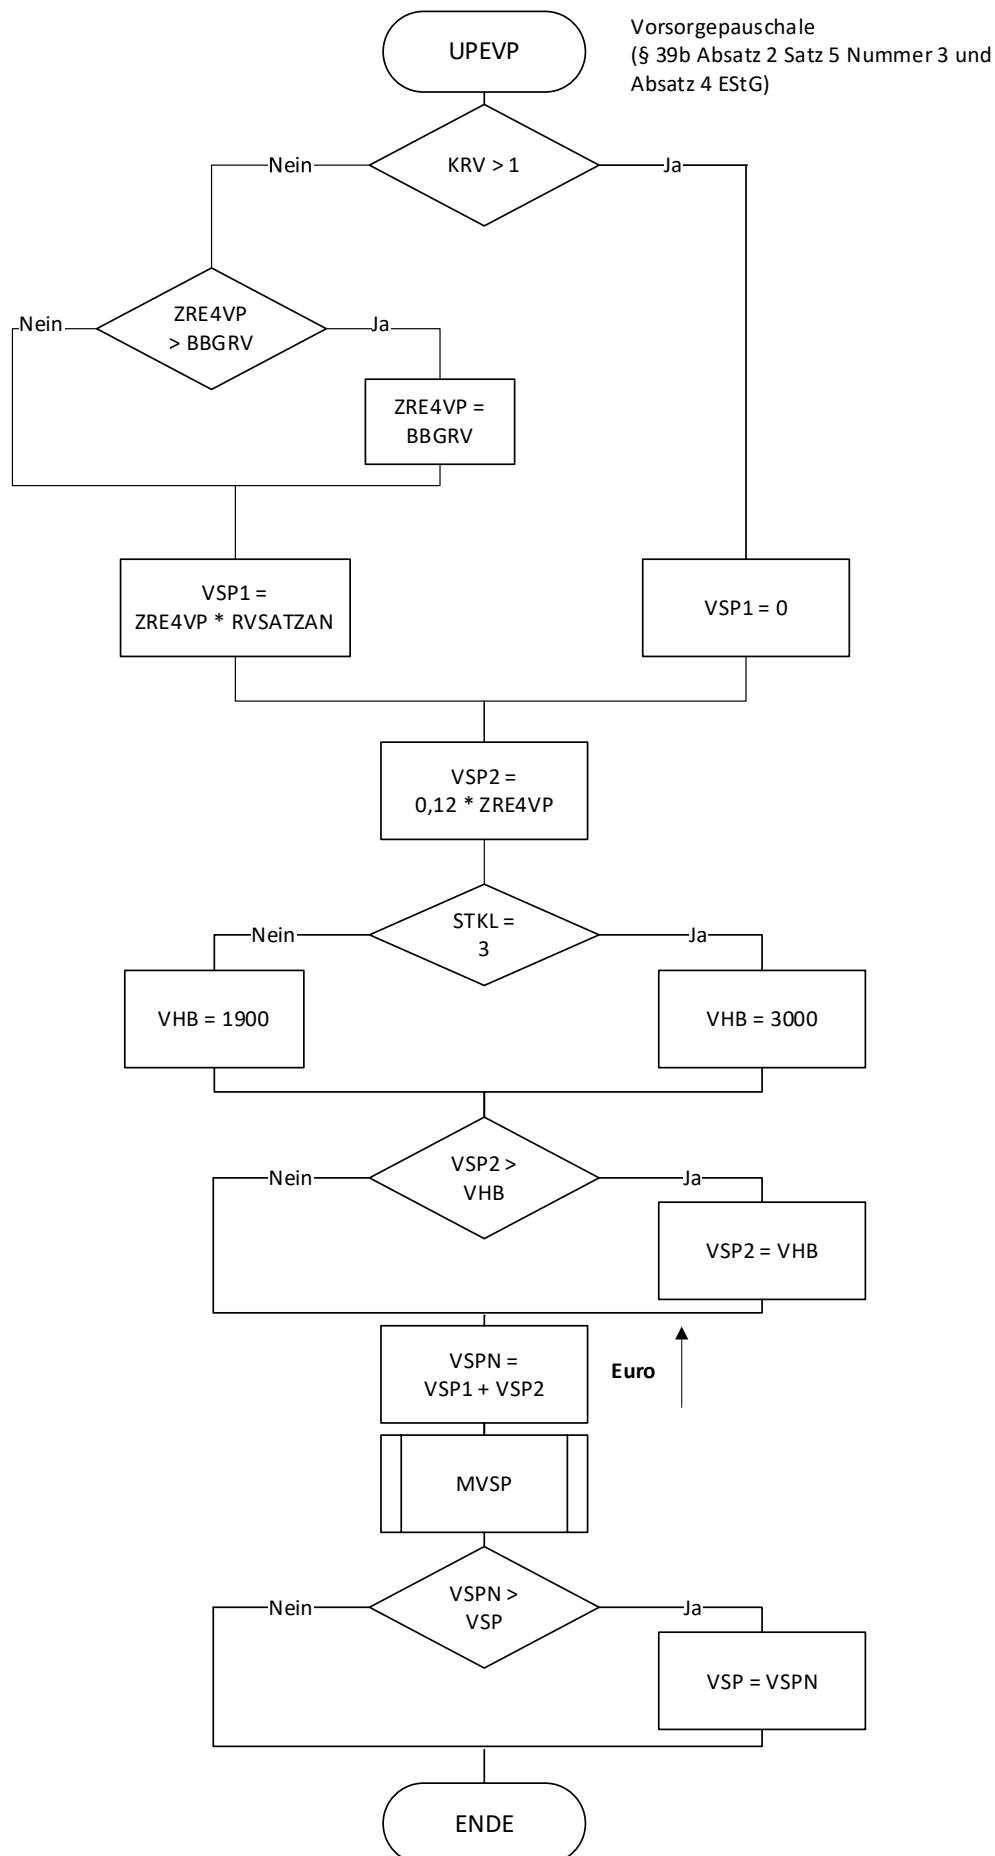 UPEVP
Vorsorgepauschale
(§ 39b Absatz 2 Satz 5 Nummer 3 und
Absatz 4 EStG)
KRV > 1
Nein
Ja
ZRE4VP
> BBGRV
Nein
Ja
ZRE4VP =
BBGRV
VSP1 =
ZRE4VP * RVSATZAN
VSP1 = 0
VSP2 =
0,12 * ZRE4VP
STKL =
3
Nein
Ja
VHB = 1900
VHB = 3000
VSP2 >
VHB
Nein
Ja
VSP2 = VHB
VSPN =
VSP1 + VSP2
Euro
MVSP
VSPN >
VSP
Nein
Ja
VSP = VSPN
ENDE